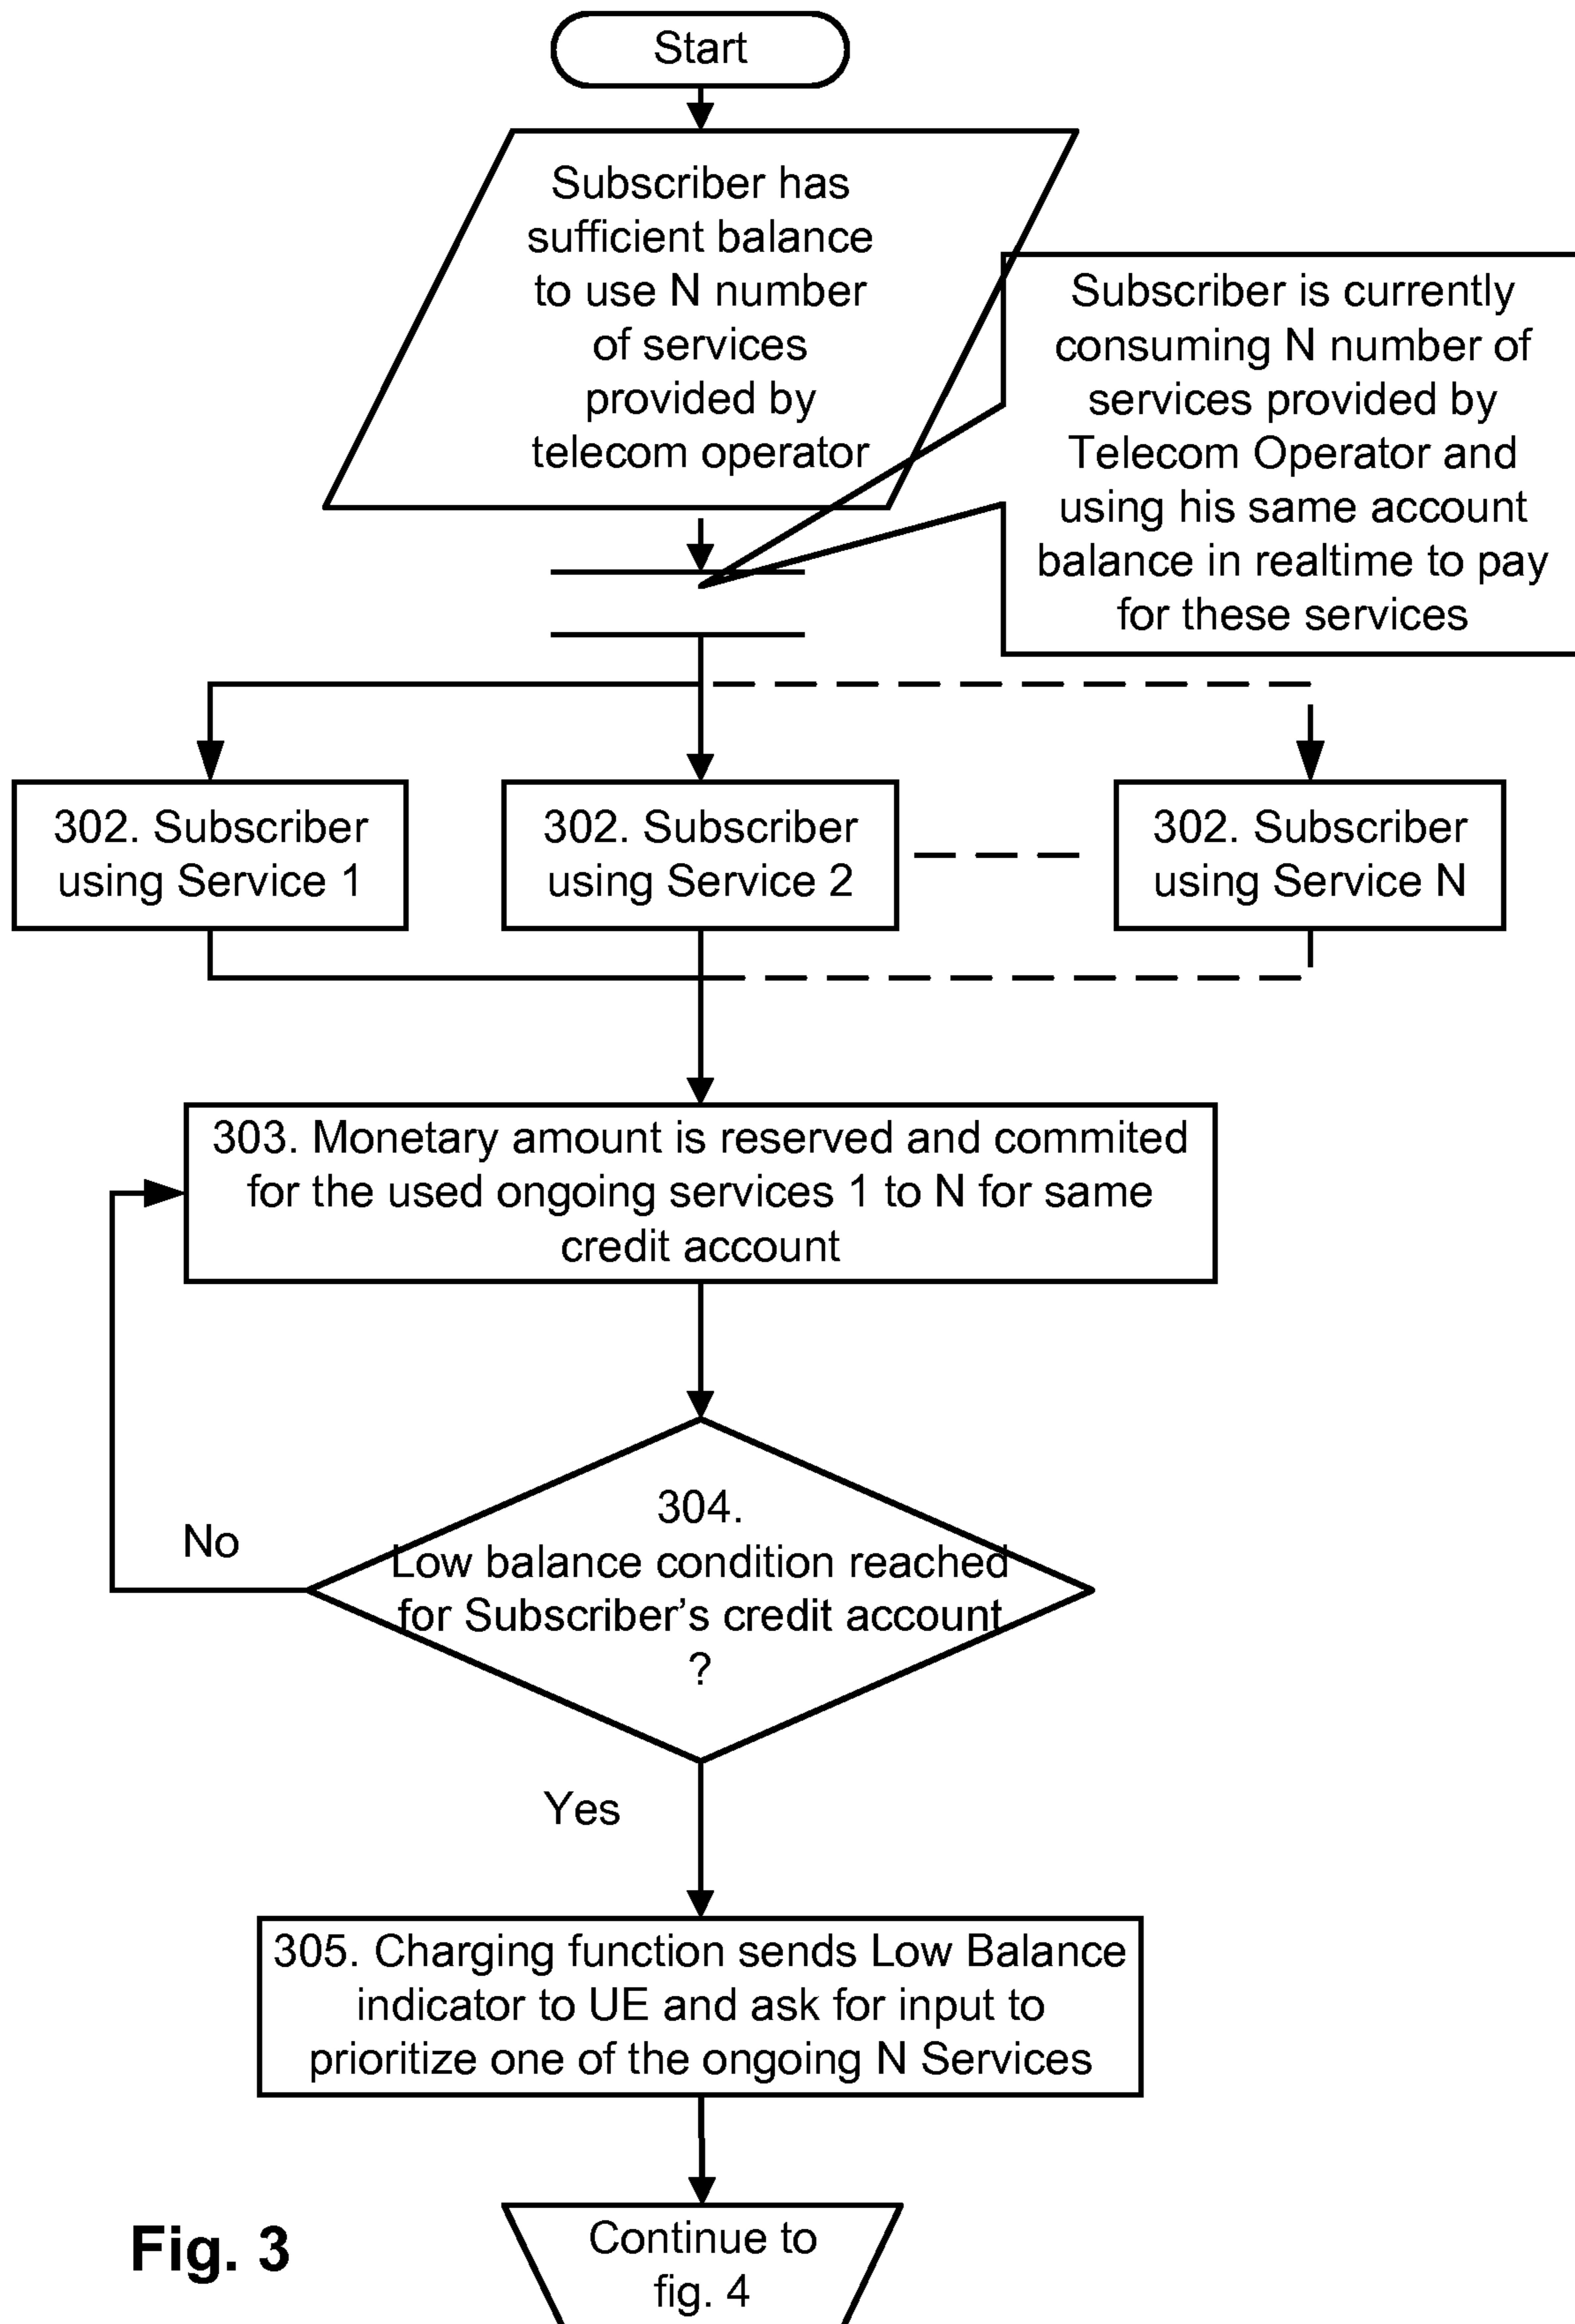 Start
Subscriber has
sufficient balance
to use N number
of services
provided by
telecom operator
Subscriber is currently
consuming N number of
services provided by
Telecom Operator and
using his same account
balance in realtime to pay
for these services
302. Subscriber
using Service 1
302. Subscriber
using Service 2
302. Subscriber
using Service N
303. Monetary amount is reserved and commited
for the used ongoing services 1 to N for same
credit account
304.
Low balance condition reached
for Subscriber's credit account
?
No
Yes
305. Charging function sends Low Balance
indicator to UE and ask for input to
prioritize one of the ongoing N Services
Continue to
fig. 4
Fig. 3